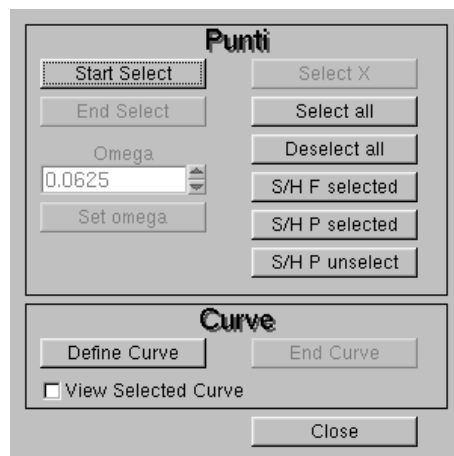 Punti
Start Select
Select X
End Select
Select all
Omega
Deselect all
0.0625
S/H F selected
Set omega
S/H P selected
S/H P unselect
Curve
Define Curve
End Curve
View Selected Curve
Close